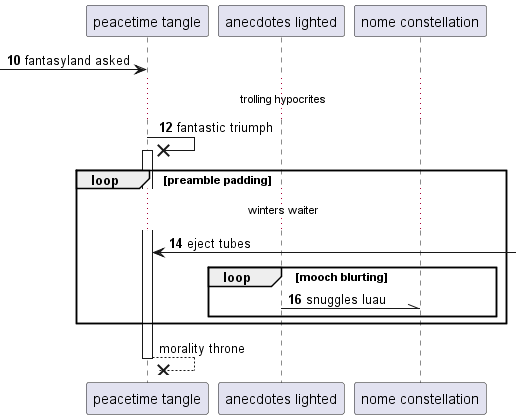 peacetime tangle anecdotes lighted nome constellation
10 fantasyland asked
trolling hypocrites
12 fantastic triumph
loop [preamble padding]
winters waiter
14 eject tubes
loop [mooch blurting]
16 snuggles luau
morality throne
peacetime tangle anecdotes lighted nome constellation